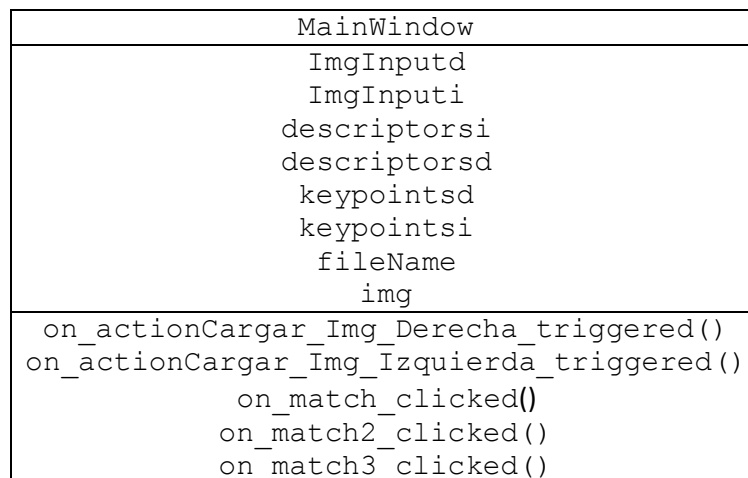 MainWindow
ImgInputd
ImgInputi
descriptorsi
descriptorsd
keypointsd
keypointsi
fileName
img
on_actionCargar_Img_Derecha_triggered()
on_actionCargar_Img_Izquierda_triggered()
on_match_clicked()
on_match2_clicked()
on_match3_clicked()